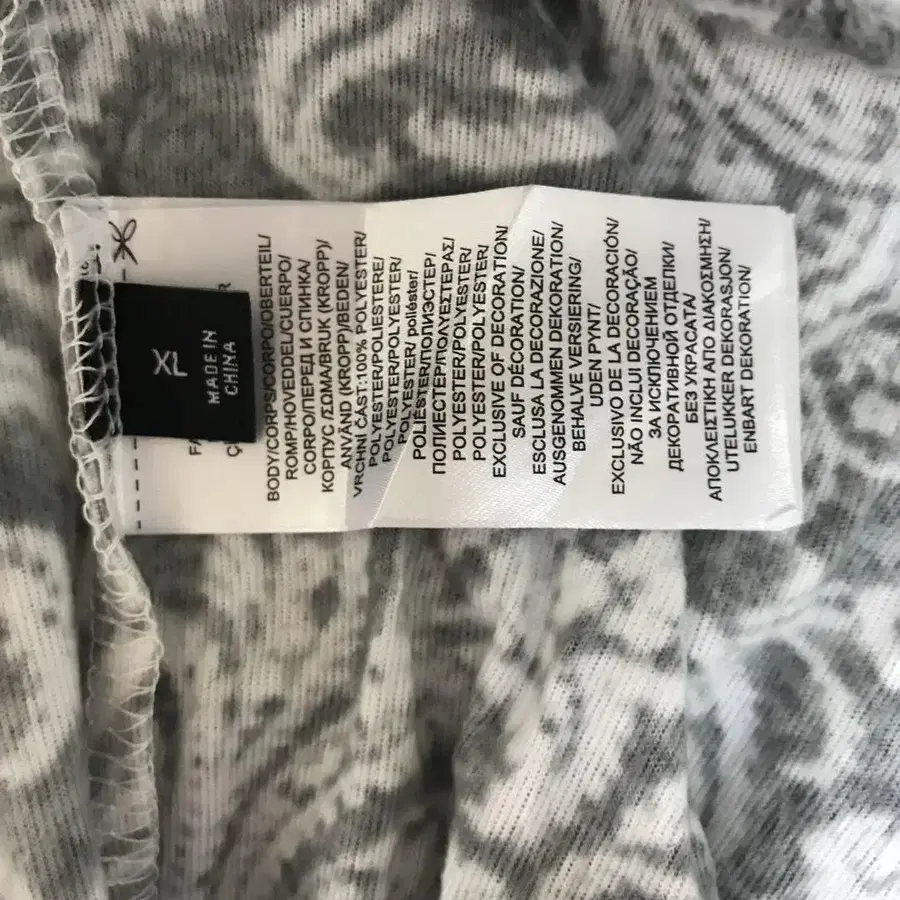 XL
MADE IN
CHINA
BODY/CORPS/CORPO/OBERTEIL/
ROMP/HOVEDDEL/CUERPO/
CORPO/ПЕРЕД И СПИНКА/
КОРПУС /ΣΩΜΑ/BRUK (KROPP)/
ANVÄND (KROPP)/BEDEN/
VRCHNI ČAST:100% POLYESTER/
POLYESTER/POLIESTERE/
POLYESTER/POLYESTER/
POLYESTER/ poliéster/
POLIÉSTER/ПОЛИЭСТЕР/
ПОЛИЕСТЕР/ΠΟΛΥΕΣΤΕΡΑΣ/
POLYESTER/POLYESTER/
POLYESTER/POLYESTER
EXCLUSIVE OF DECORATION/
SAUF DÉCORATION/
ESCLUSA LA DECORAZIONE/
AUSGENOMMEN DEKORATION/
BEHALVE VERSIERING/
UDEN PYNT/
EXCLUSIVO DE LA DECORACIÓN/
NÃO INCLUI DECORAÇÃO/
ЗА ИСКЛЮЧЕНИЕМ
ДЕКОРАТИВНОЙ ОТДЕЛКИ/
БЕЗ УКРАСАТА/
ΑΠΟΚΛΕΙΣΤΙΚΗ ΑΠΟ ΔΙΑΚΟΣΜΗΣΗ/
UTELUKKER DEKORASJON/
ENBART DEKORATION/